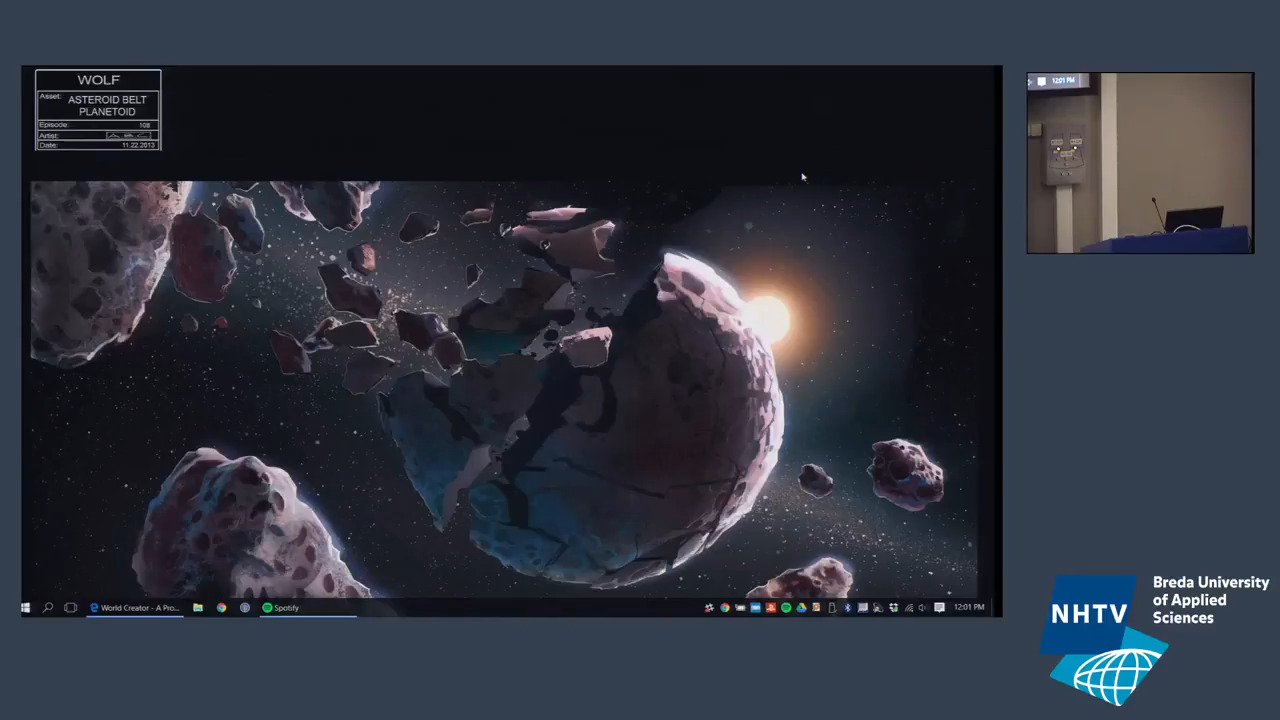 WOLF
Asset: ASTEROID BELT
PLANETOID
Episode: 108
Artist: A.B.C.
Date: 11.22.2013
12:01 PM
World Creator - A Pro...
Spotify
12:01 PM
NHTV
Breda University
of Applied
Sciences